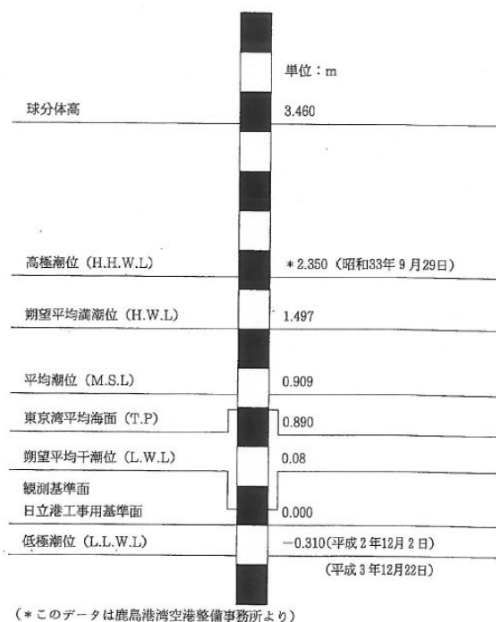 単位：m
球分体高 3.460
高極潮位 (H.H.W.L) *2.350 (昭和33年9月29日)
朔望平均満潮位 (H.W.L) 1.497
平均潮位 (M.S.L) 0.909
東京湾平均海面 (T.P) 0.890
朔望平均干潮位 (L.W.L) 0.08
観測基準面
日立港工事用基準面 0.000
低極潮位 (L.L.W.L) −0.310(平成2年12月2日)
(平成3年12月22日)
(*このデータは鹿島港湾空港整備事務所より)